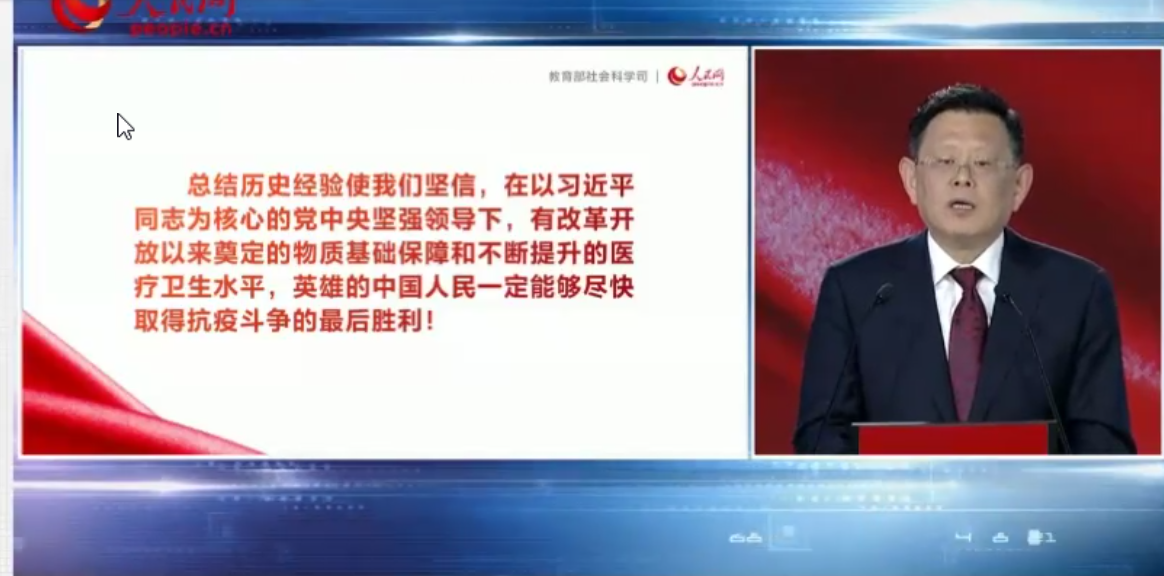 人民网
people.cn
教育部社会科学司 | 人民网
总结历史经验使我们坚信，在以习近平
同志为核心的党中央坚强领导下，有改革开
放以来奠定的物质基础保障和不断提升的医
疗卫生水平，英雄的中国人民一定能够尽快
取得抗疫斗争的最后胜利！